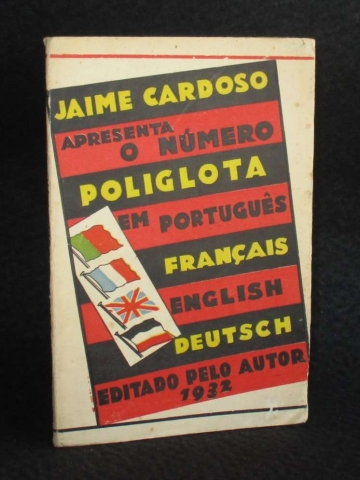 JAIME CARDOSO
APRESENTA
O NÚMERO
POLIGLOTA
EM PORTUGUÊS
FRANÇAIS
ENGLISH
DEUTSCH
EDITADO PELO AUTOR
1932